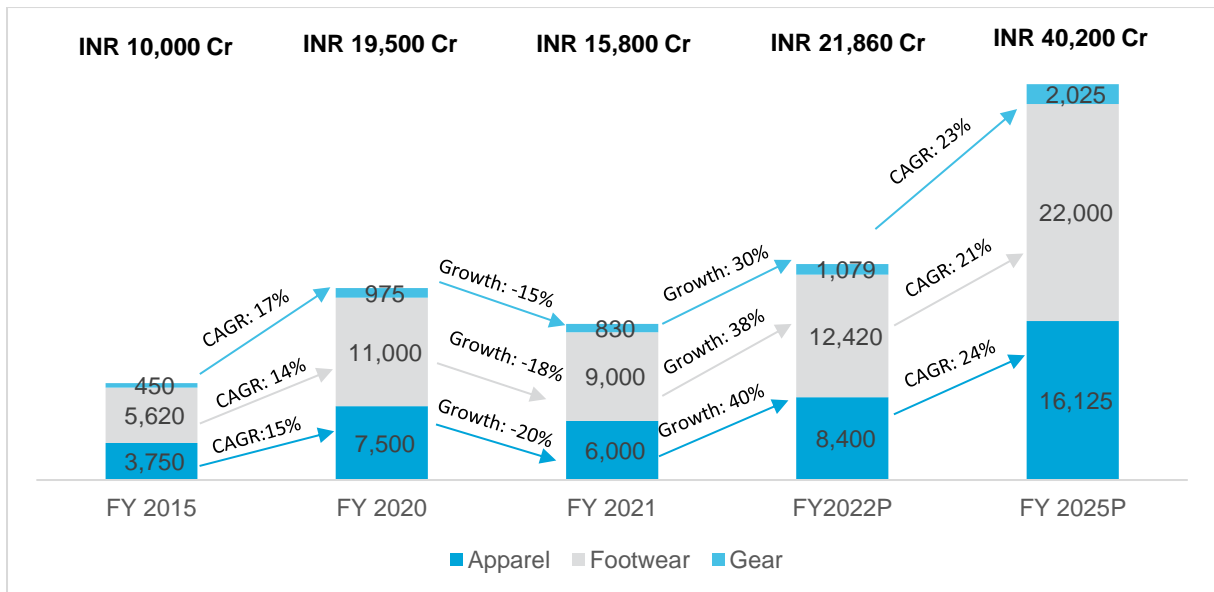 INR 10,000 Cr
INR 19,500 Cr
INR 15,800 Cr
INR 21,860 Cr
INR 40,200 Cr
450
5,620
3,750
CAGR: 17%
CAGR: 14%
CAGR:15%
975
11,000
7,500
Growth: -15%
Growth: -18%
Growth: -20%
830
9,000
6,000
Growth: 30%
Growth: 38%
Growth: 40%
1,079
12,420
8,400
CAGR: 23%
CAGR: 21%
CAGR: 24%
2,025
22,000
16,125
FY 2015
FY 2020
FY 2021
FY2022P
FY 2025P
Apparel
Footwear
Gear